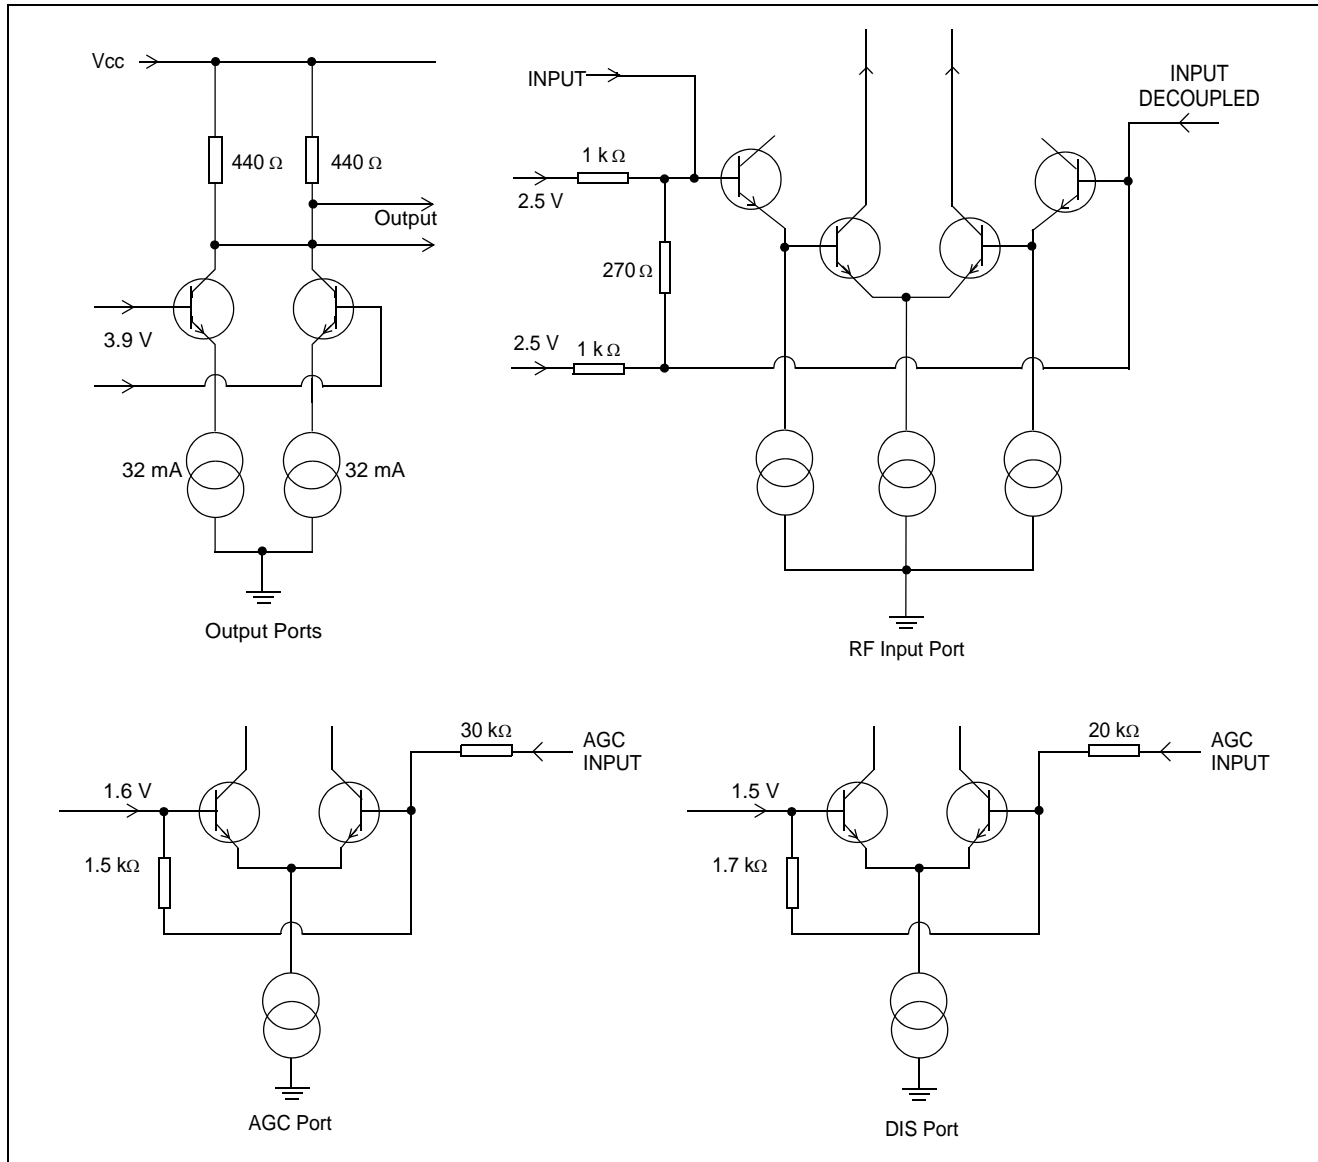 Vcc
440 Ω
440 Ω
Output
3.9 V
32 mA
32 mA
Output Ports
INPUT
INPUT
DECOUPLED
1 k Ω
2.5 V
270 Ω
2.5 V
1 k Ω
RF Input Port
30 kΩ
AGC
INPUT
1.6 V
1.5 kΩ
AGC Port
20 kΩ
AGC
INPUT
1.5 V
1.7 kΩ
DIS Port